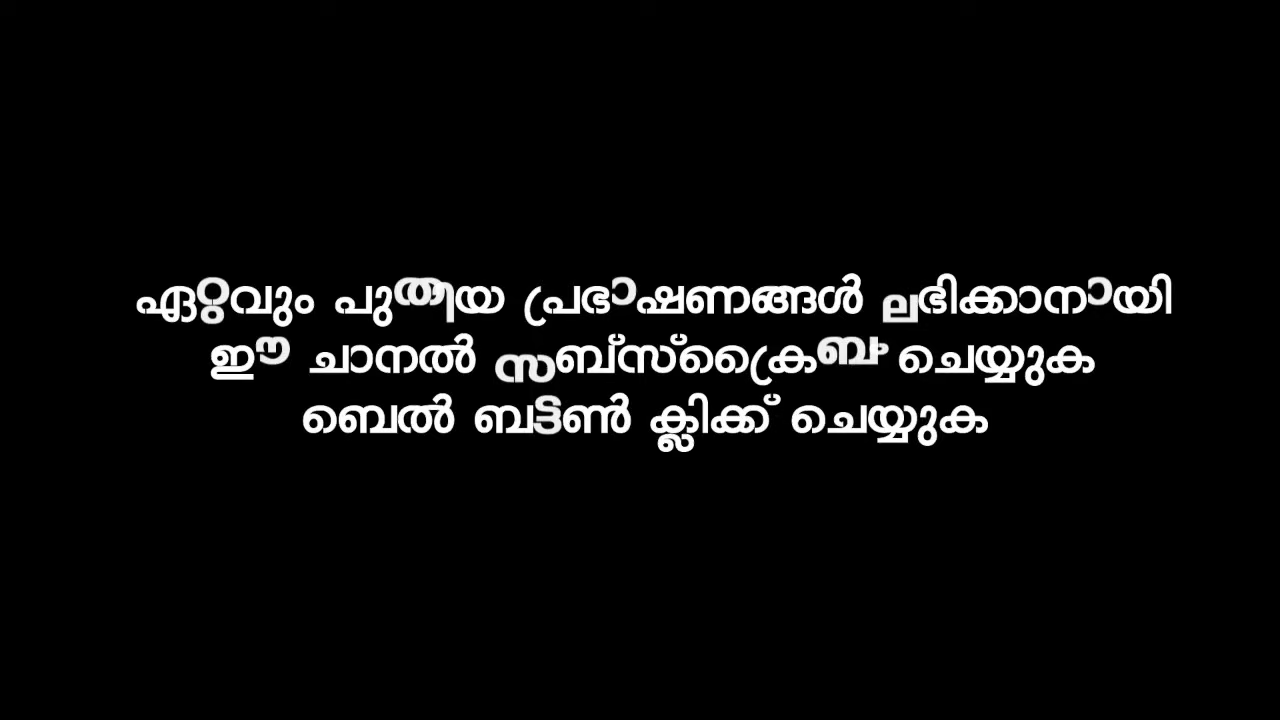 ഏറ്റവും പുതിയ പ്രഭാഷണങ്ങൾ ലഭിക്കാനായി
ഈ ചാനൽ സബ്സ്ക്രൈബ് ചെയ്യുക
ബെൽ ബട്ടൺ ക്ലിക്ക് ചെയ്യുക